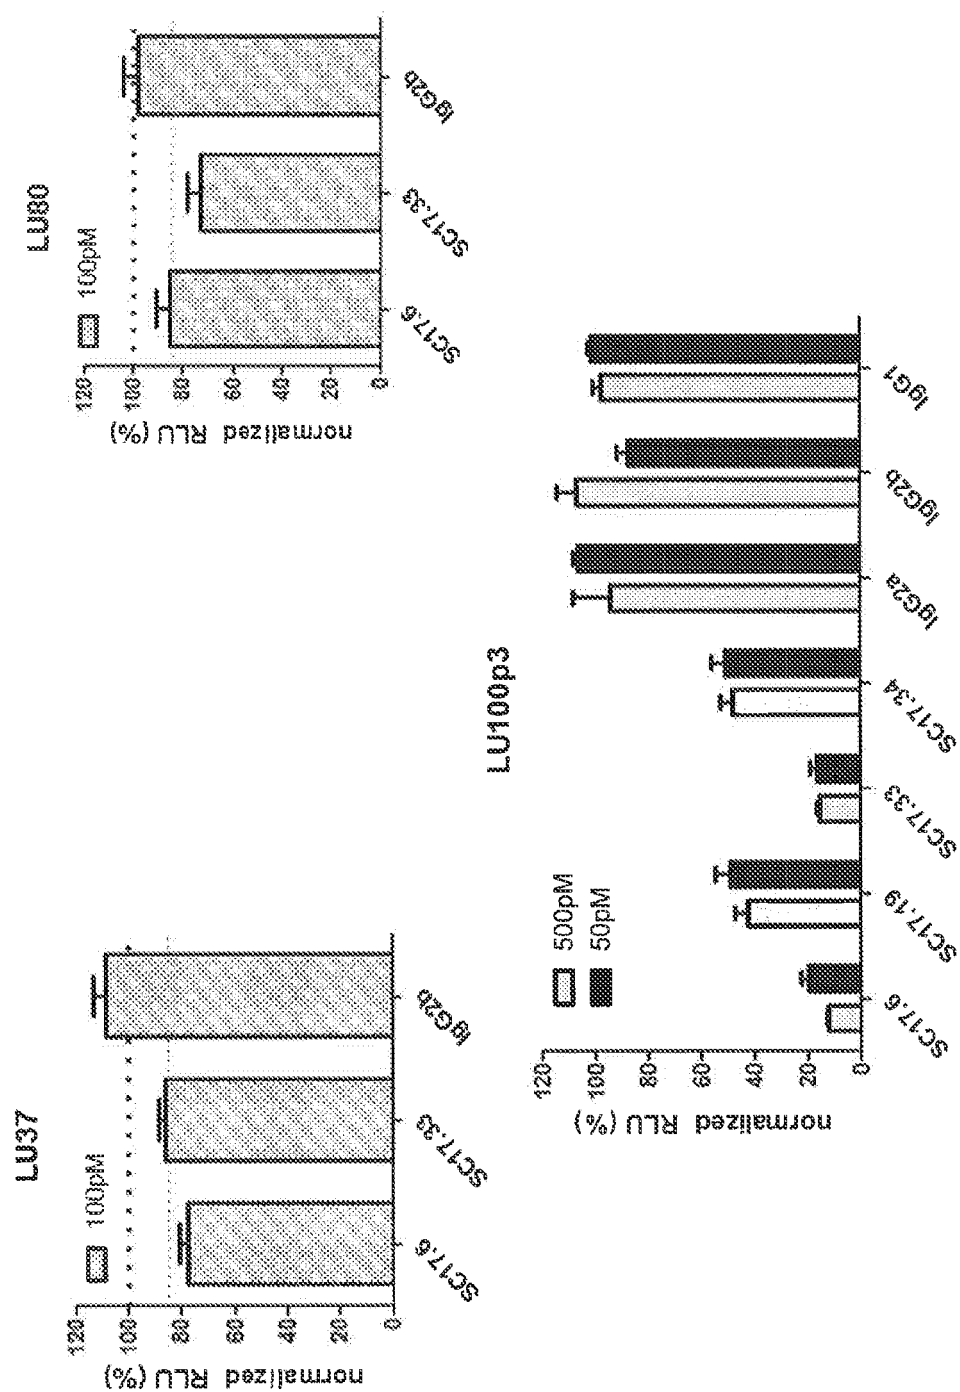 LU37
100pM
normalized RLU (%)
120
100
80
60
40
20
0
SC17.6
SC17.33
IgG2b
LU80
100pM
normalized RLU (%)
120
100
80
60
40
20
0
SC17.6
SC17.33
IgG2b
LU100p3
500pM
50pM
normalized RLU (%)
120
100
80
60
40
20
0
SC17.6
SC17.19
SC17.33
SC17.34
IgG2a
IgG2b
IgG1